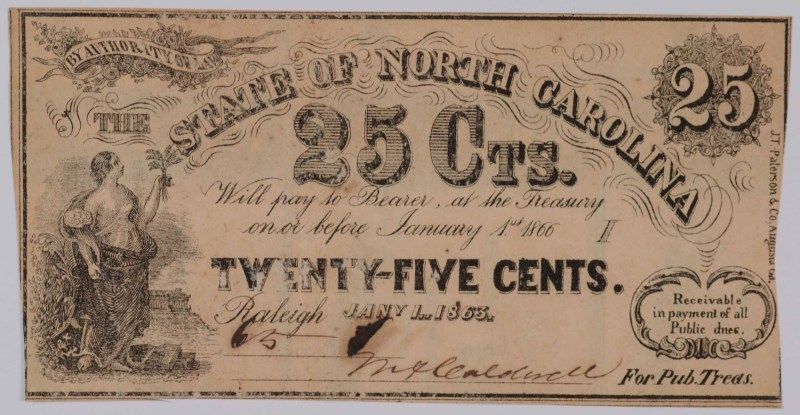 BY AUTHORITY OF LAW
THE
STATE OF NORTH CAROLINA
25
25 CTS.
Will pay to Bearer, at the Treasury
on or before January 1st 1866
I
TWENTY-FIVE CENTS.
Raleigh JANY 1. 1863.
Receivable
in payment of all
Public dues.
1
For Pub. Treas.
J.T. Paterson & Co. Augusta Ga